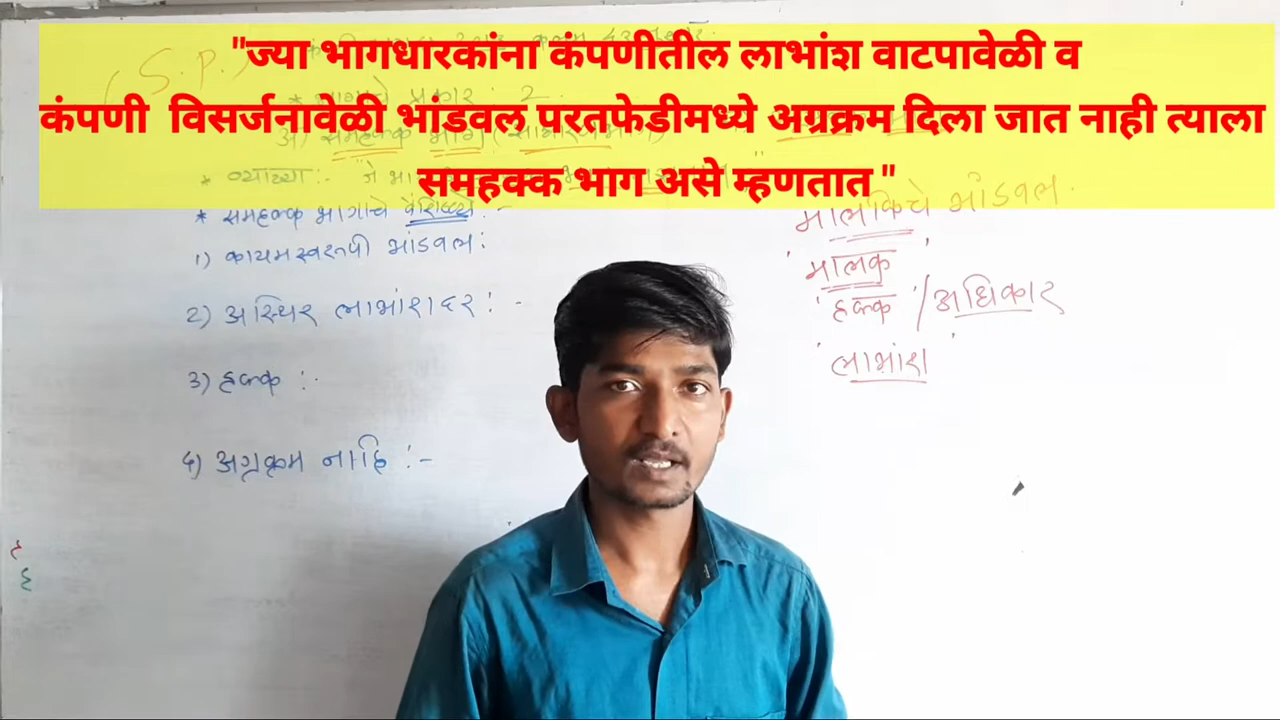 "ज्या भागधारकांना कंपणीतील लाभांश वाटपावेळी व
कंपणी विसर्जनावेळी भांडवल परतफेडीमध्ये अग्रक्रम दिला जात नाही त्याला
समहक्क भाग असे म्हणतात "
(S.P.)
* समहक्क भागाचे वैशिष्ट्ये :-
1) कायमस्वरूपी भांडवल :
2) अस्थिर लाभांश दर : -
3) हक्क :-
4) अग्रक्रम नाहि :-
मालकिचे भांडवल.
'मालक'
'हक्क'/अधिकार
'लाभांश'